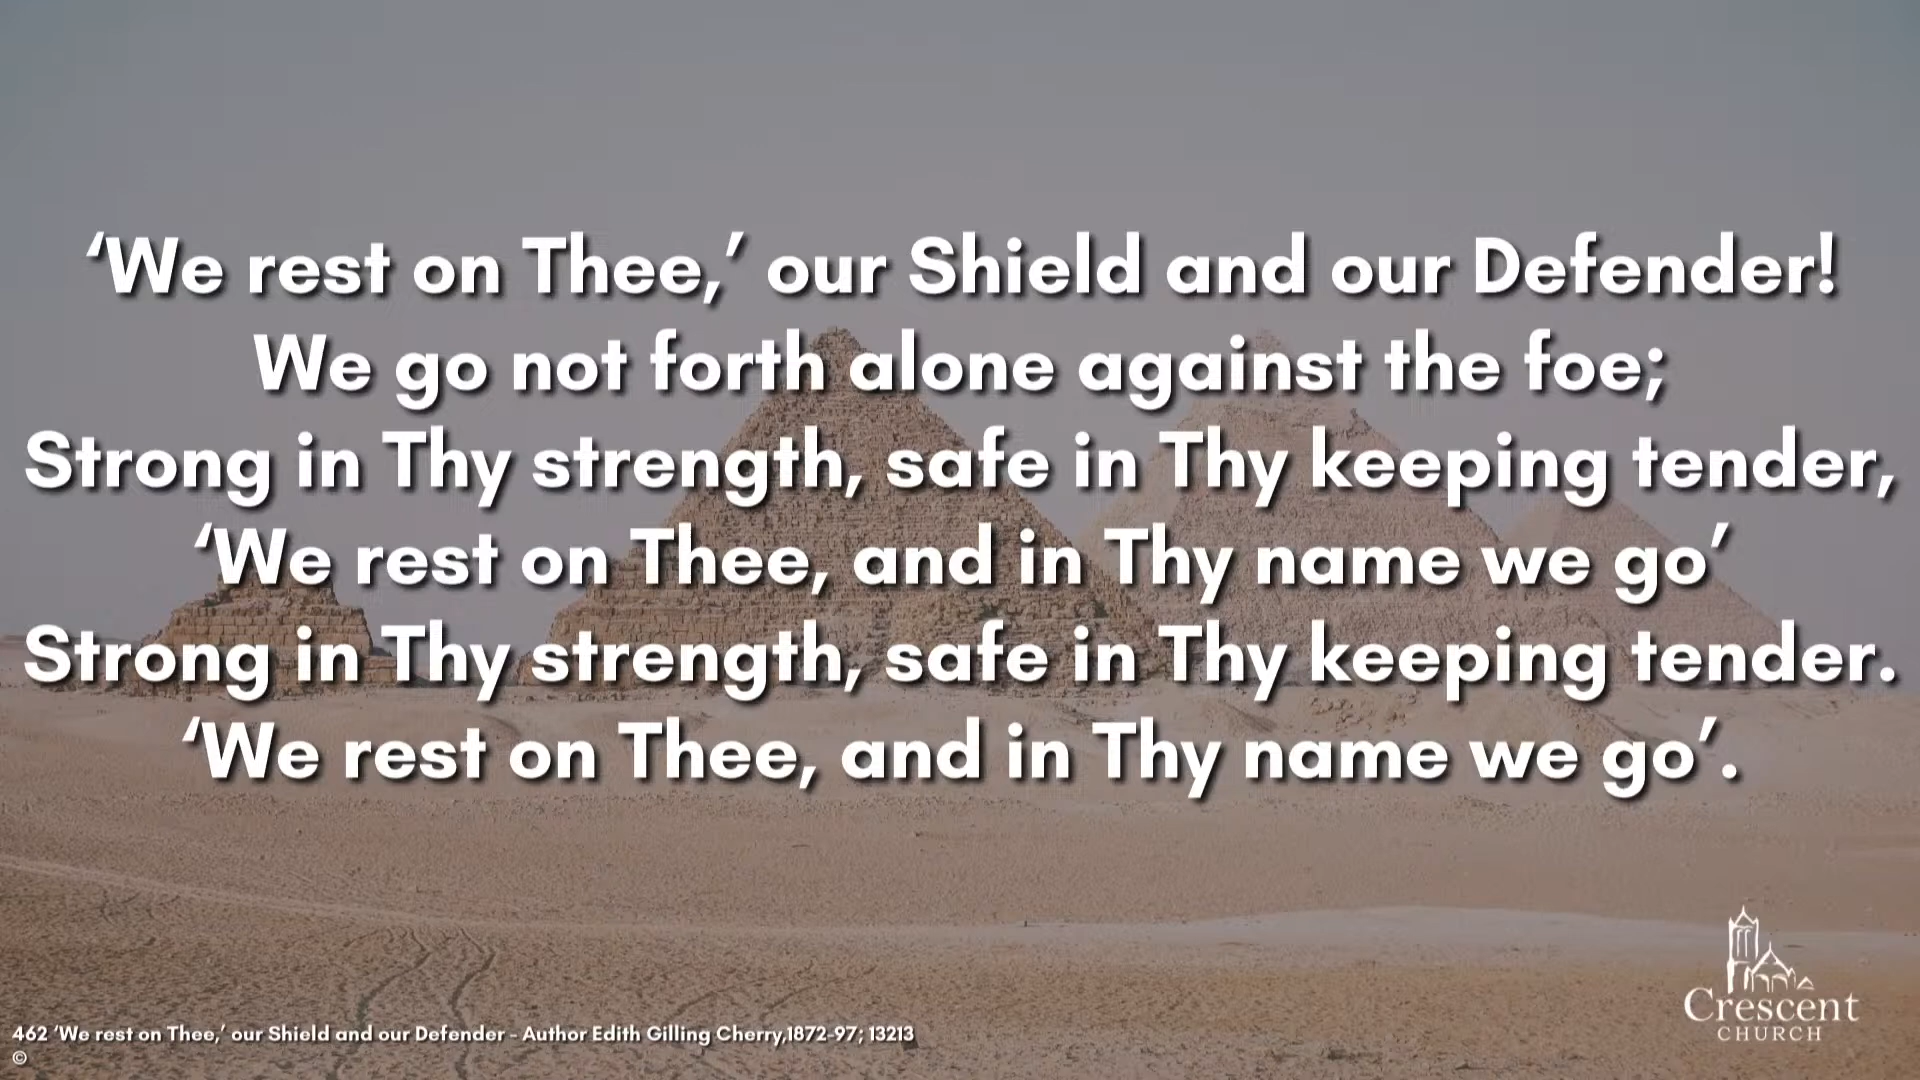 ‘We rest on Thee,’ our Shield and our Defender!
We go not forth alone against the foe;
Strong in Thy strength, safe in Thy keeping tender,
‘We rest on Thee, and in Thy name we go’
Strong in Thy strength, safe in Thy keeping tender.
‘We rest on Thee, and in Thy name we go’.
Crescent
CHURCH
462 ‘We rest on Thee,’ our Shield and our Defender - Author Edith Gilling Cherry,1872-97; 13213
©